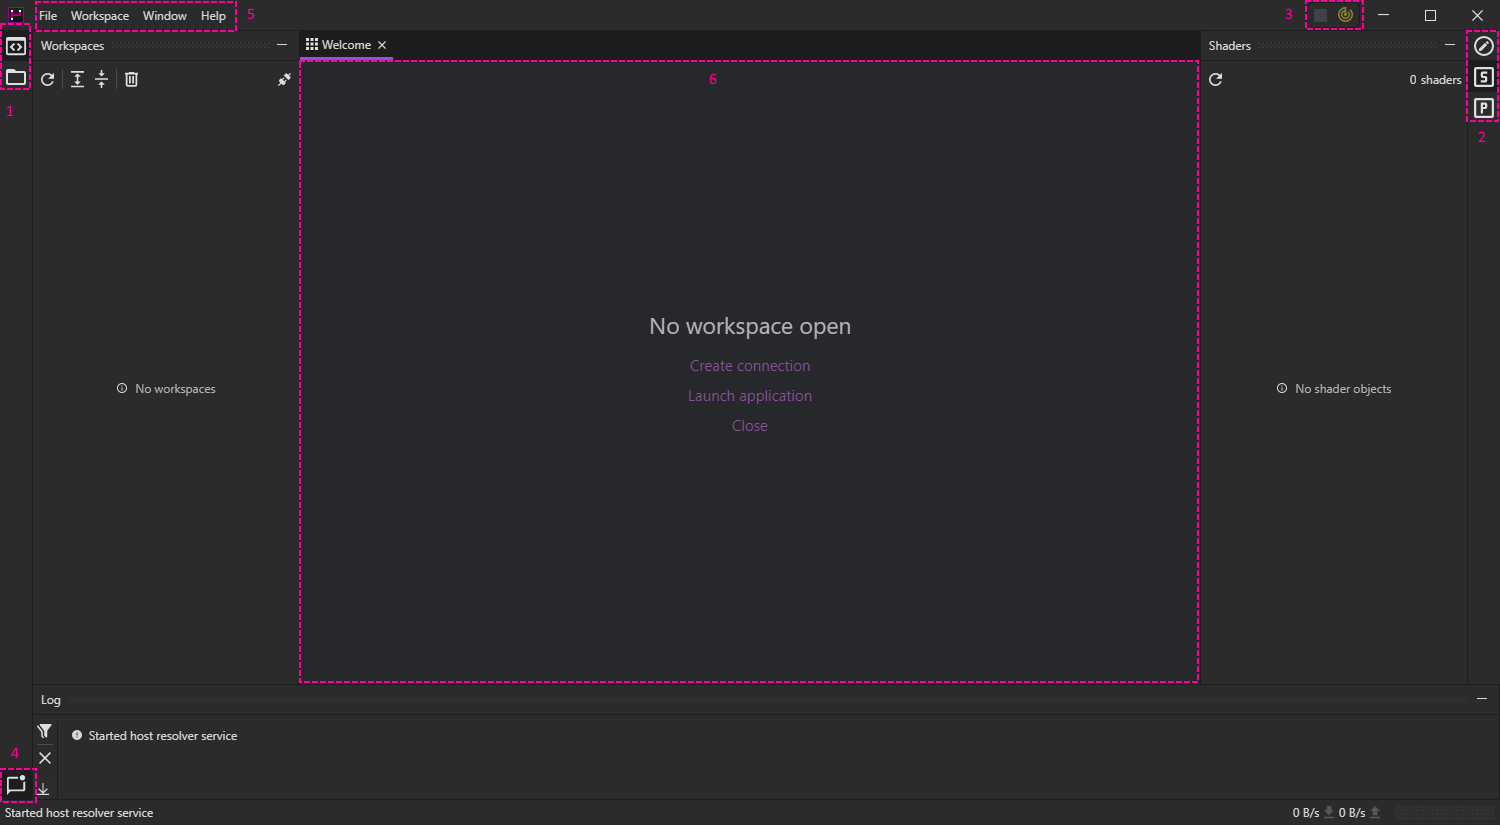 File Workspace Window Help 5 3
Workspaces Welcome Shaders
6 0 shaders S
1 P
2
No workspace open
Create connection
Launch application
Close
No workspaces No shader objects
Log
Started host resolver service
4
Started host resolver service 0 B/s 0 B/s